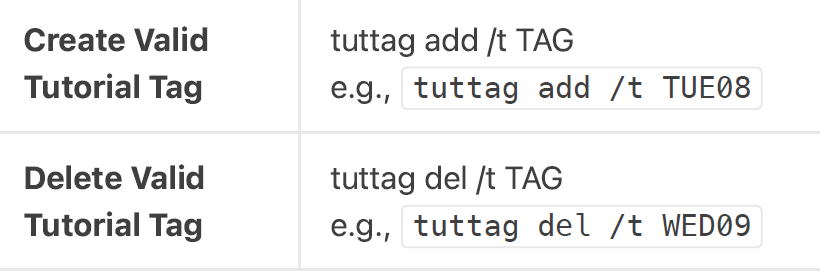 Create Valid
Tutorial Tag
tuttag add /t TAG
e.g., tuttag add /t TUE08
Delete Valid
Tutorial Tag
tuttag del /t TAG
e.g., tuttag del /t WED09